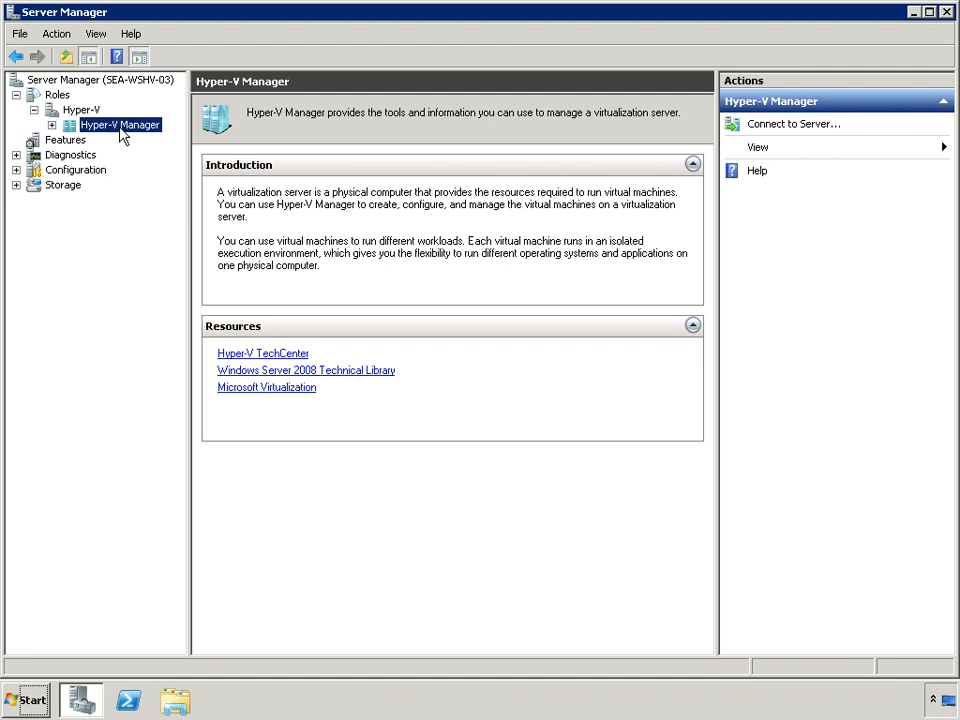 Server Manager
File Action View Help
Server Manager (SEA-WSHV-03)
Roles
Hyper-V
Hyper-V Manager
Features
Diagnostics
Configuration
Storage
Hyper-V Manager
Hyper-V Manager provides the tools and information you can use to manage a virtualization server.
Introduction
A virtualization server is a physical computer that provides the resources required to run virtual machines.
You can use Hyper-V Manager to create, configure, and manage the virtual machines on a virtualization
server.
You can use virtual machines to run different workloads. Each virtual machine runs in an isolated
execution environment, which gives you the flexibility to run different operating systems and applications on
one physical computer.
Resources
Hyper-V TechCenter
Windows Server 2008 Technical Library
Microsoft Virtualization
Actions
Hyper-V Manager
Connect to Server...
View
Help
Start